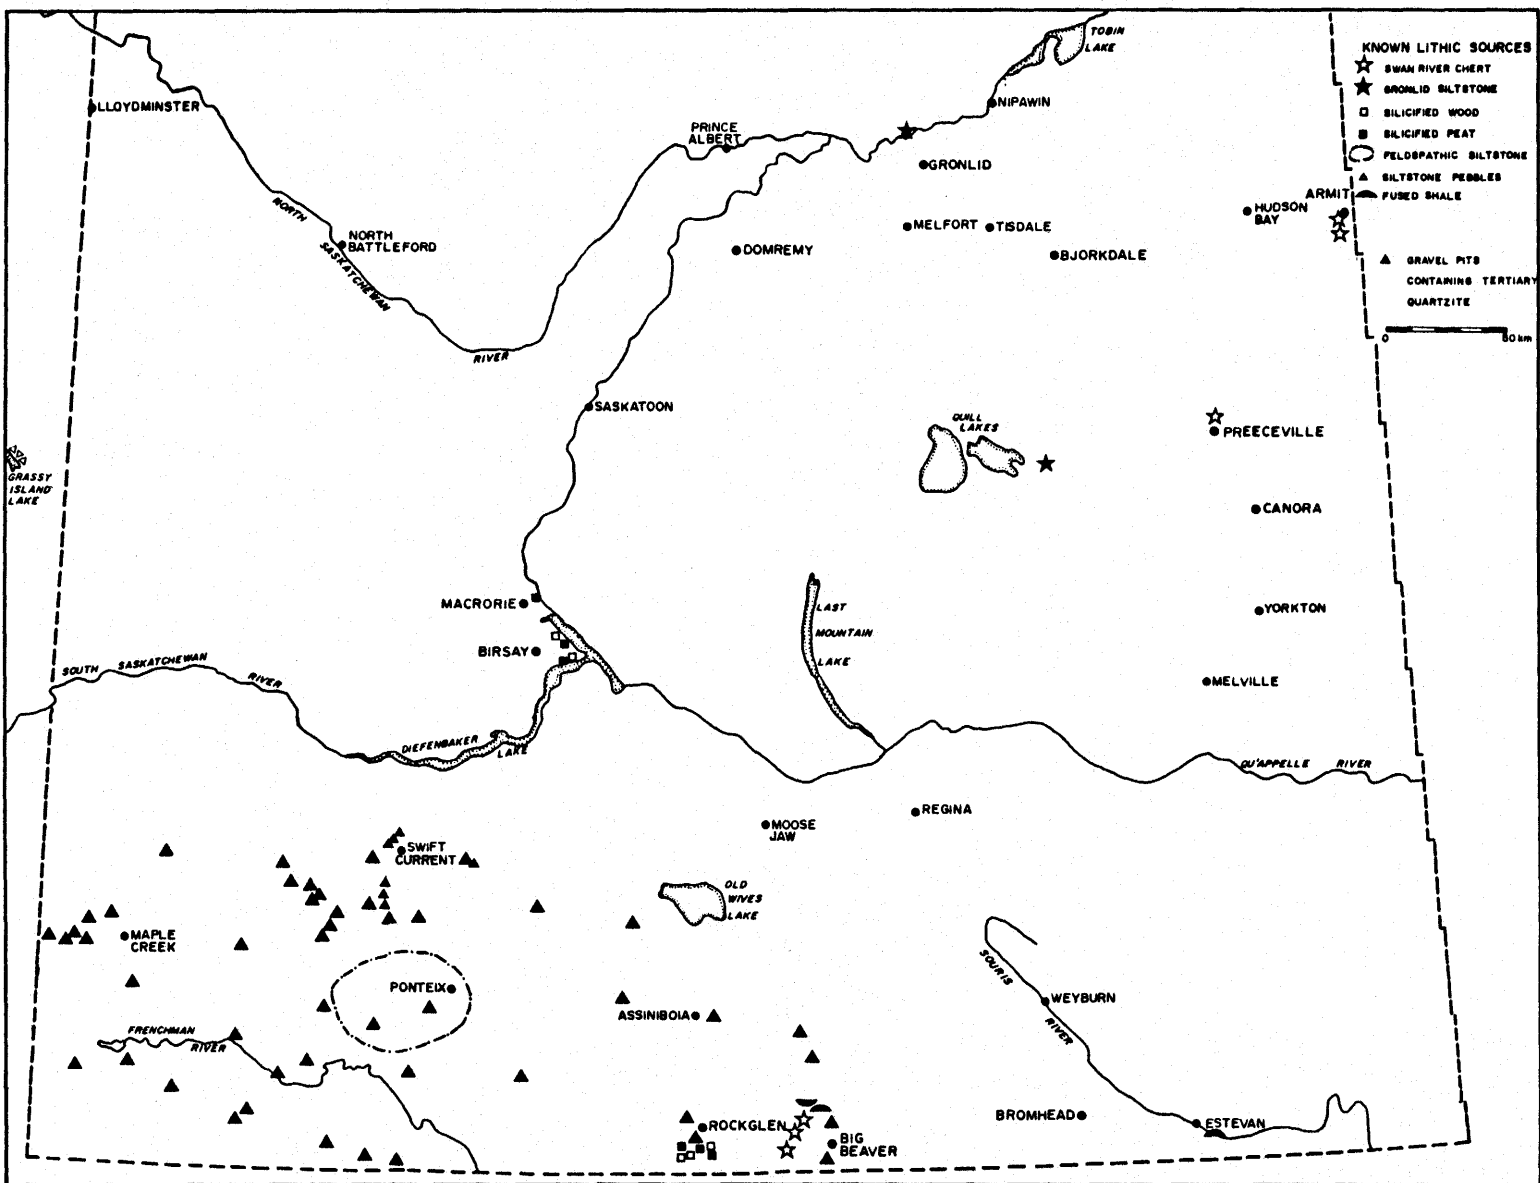 TOBIN
LAKE
KNOWN LITHIC SOURCES
SWAN RIVER CHERT
GRONLID SILTSTONE
SILICIFIED WOOD
SILICIFIED PEAT
FELDSPATHIC SILTSTONE
SILTSTONE PEBBLES
FUSED SHALE
GRAVEL PITS
CONTAINING TERTIARY
QUARTZITE
0 50 km
LLOYDMINSTER
NIPAWIN
PRINCE
ALBERT
GRONLID
ARMIT
HUDSON
BAY
NORTH
SASKATCHEWAN
RIVER
NORTH
BATTLEFORD
MELFORT
TISDALE
DOMREMY
BJORKDALE
SASKATOON
QUILL
LAKES
PREECEVILLE
GRASSY
ISLAND
LAKE
CANORA
MACRORIE
LAST
MOUNTAIN
LAKE
YORKTON
BIRSAY
SOUTH SASKATCHEWAN
RIVER
MELVILLE
DIEFENBAKER
LAKE
QU'APPELLE RIVER
MOOSE
JAW
REGINA
SWIFT
CURRENT
OLD
WIVES
LAKE
MAPLE
CREEK
SOURIS
RIVER
PONTEIX
WEYBURN
ASSINIBOIA
FRENCHMAN
RIVER
ROCKGLEN
BIG
BEAVER
BROMHEAD
ESTEVAN